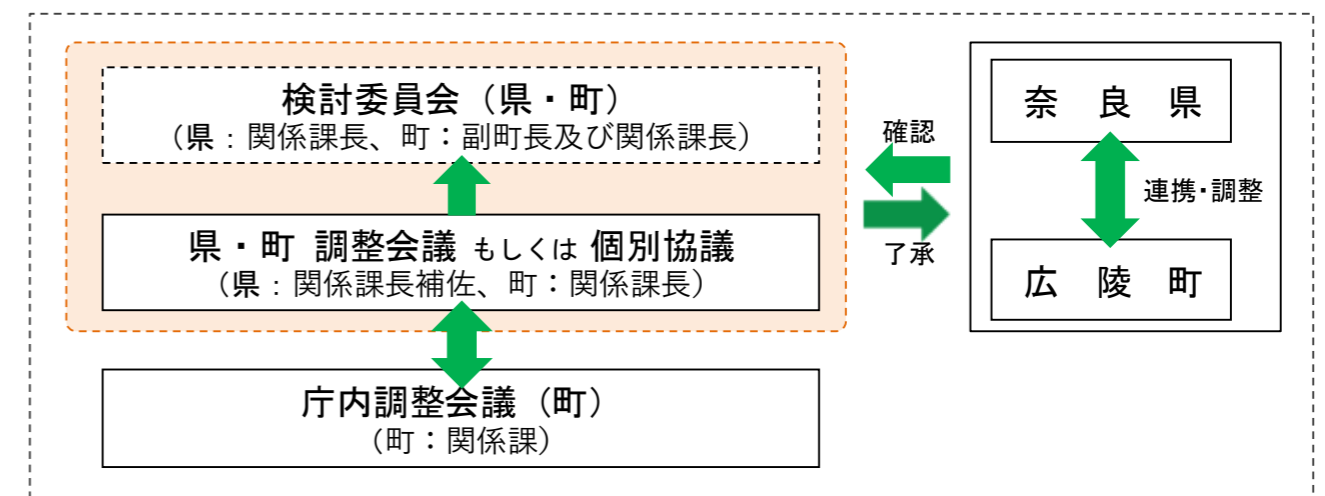 検討委員会（県・町）
（県：関係課長、町：副町長及び関係課長）
県・町 調整会議 もしくは 個別協議
（県：関係課長補佐、町：関係課長）
庁内調整会議（町）
（町：関係課）
確認
了承
奈 良 県
連携・調整
広 陵 町